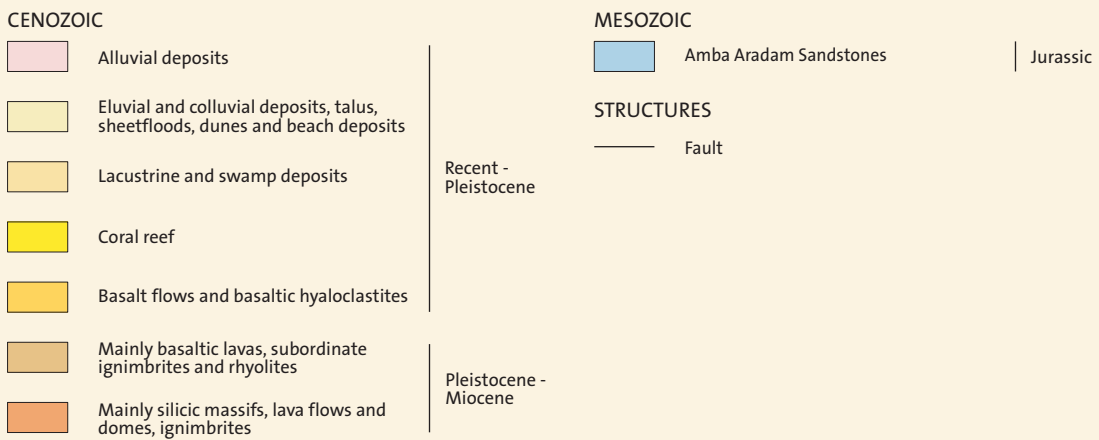 CENOZOIC
Alluvial deposits
Eluvial and colluvial deposits, talus,
sheetfloods, dunes and beach deposits
Lacustrine and swamp deposits
Coral reef
Basalt flows and basaltic hyaloclastites
Recent -
Pleistocene
Mainly basaltic lavas, subordinate
ignimbrites and rhyolites
Mainly silicic massifs, lava flows and
domes, ignimbrites
Pleistocene -
Miocene
MESOZOIC
Amba Aradam Sandstones
Jurassic
STRUCTURES
Fault